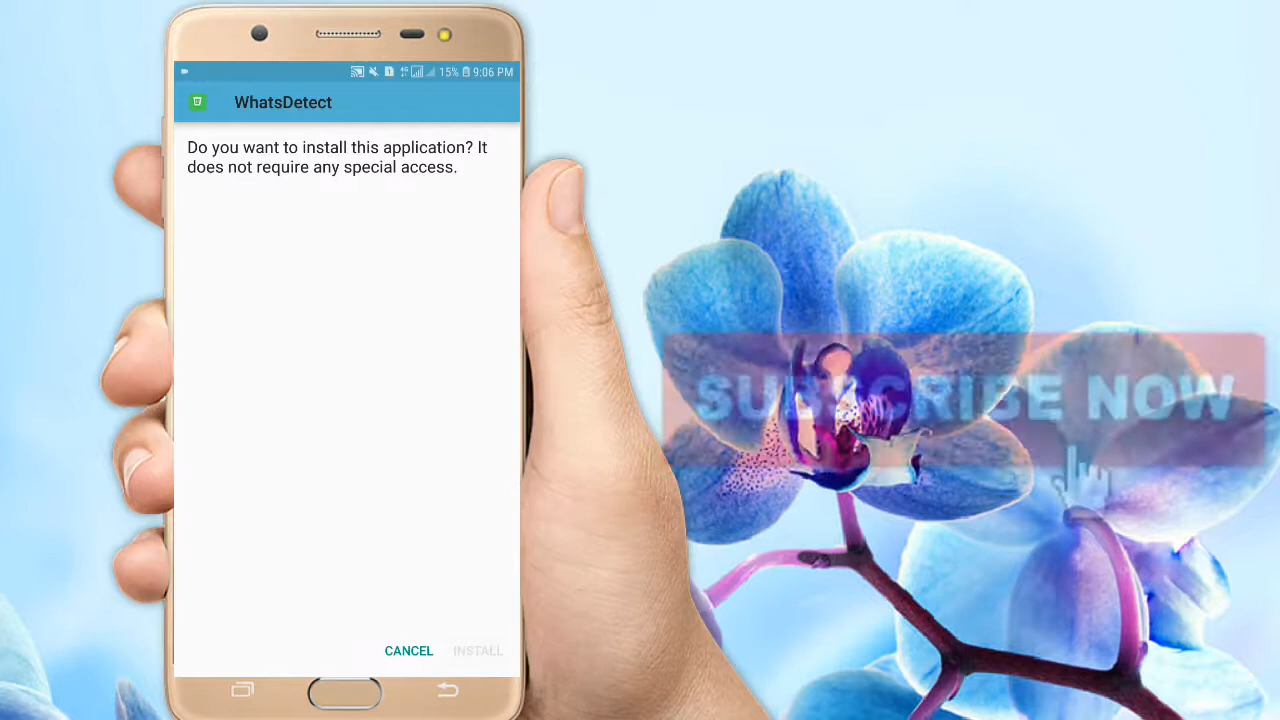 4G 15% 9:06 PM
WhatsDetect
Do you want to install this application? It
does not require any special access.
SUBSCRIBE NOW
CANCEL INSTALL